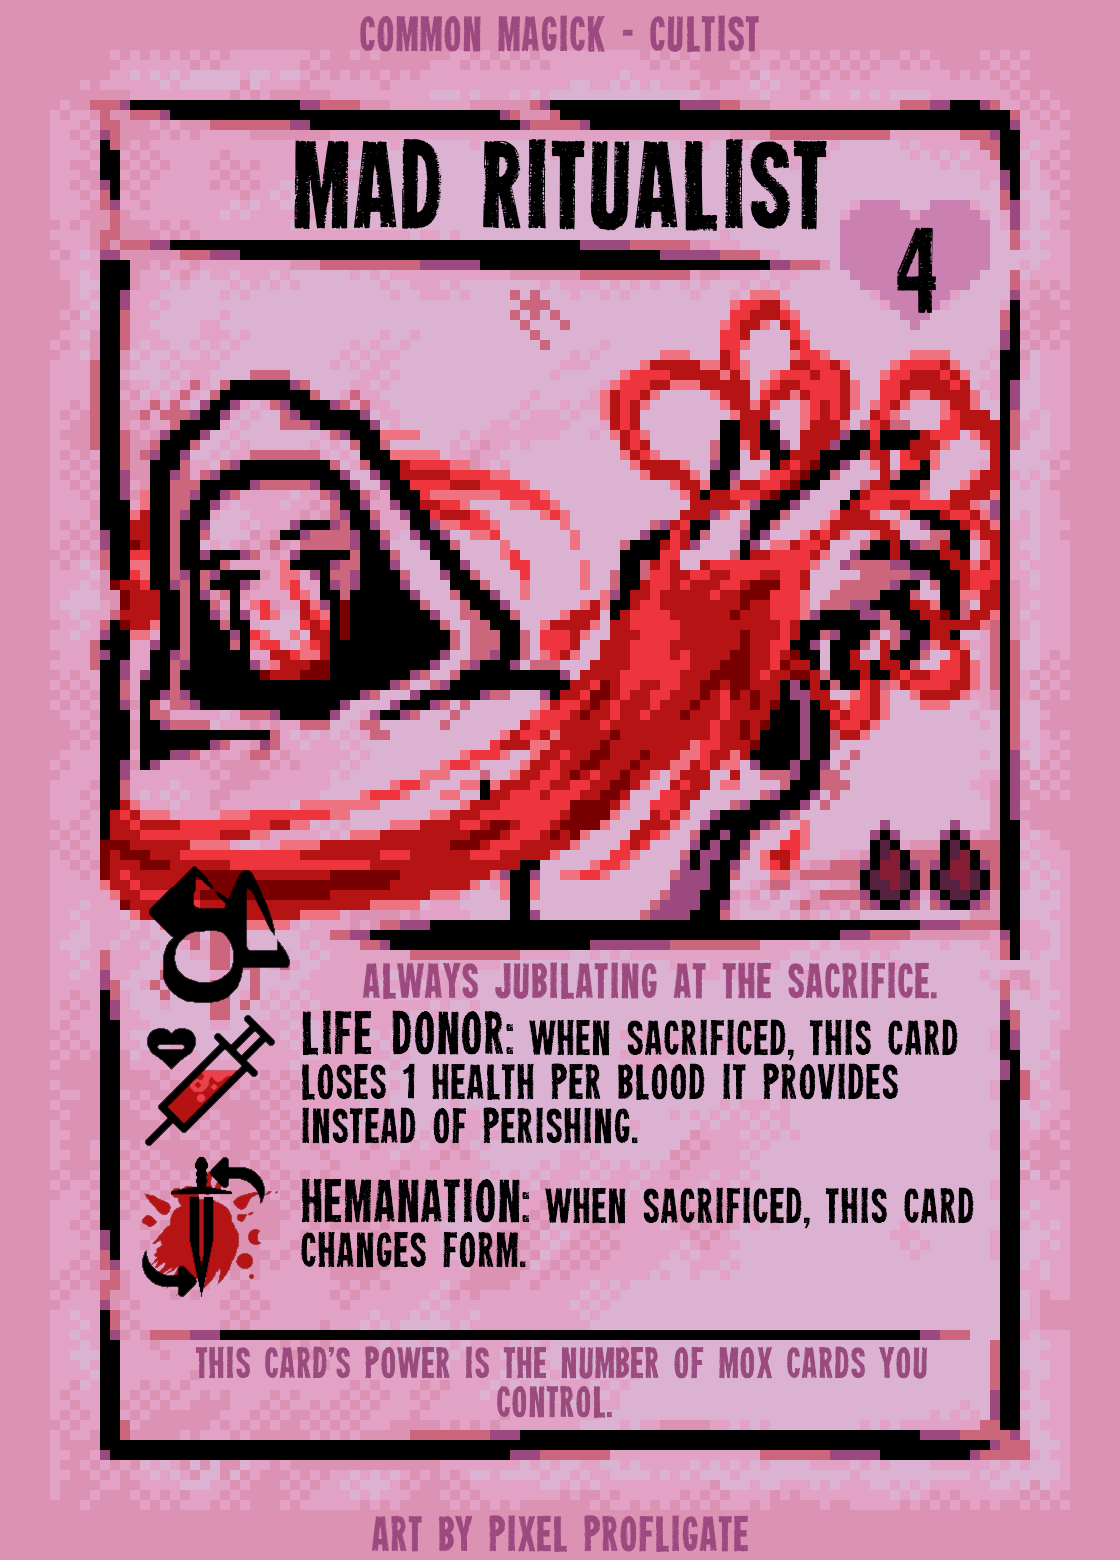 COMMON MAGICK - CULTIST
MAD RITUALIST
4
ALWAYS JUBILATING AT THE SACRIFICE.
LIFE DONOR: WHEN SACRIFICED, THIS CARD
LOSES 1 HEALTH PER BLOOD IT PROVIDES
INSTEAD OF PERISHING.
HEMANATION: WHEN SACRIFICED, THIS CARD
CHANGES FORM.
THIS CARD'S POWER IS THE NUMBER OF MOX CARDS YOU
CONTROL.
ART BY PIXEL PROFLIGATE